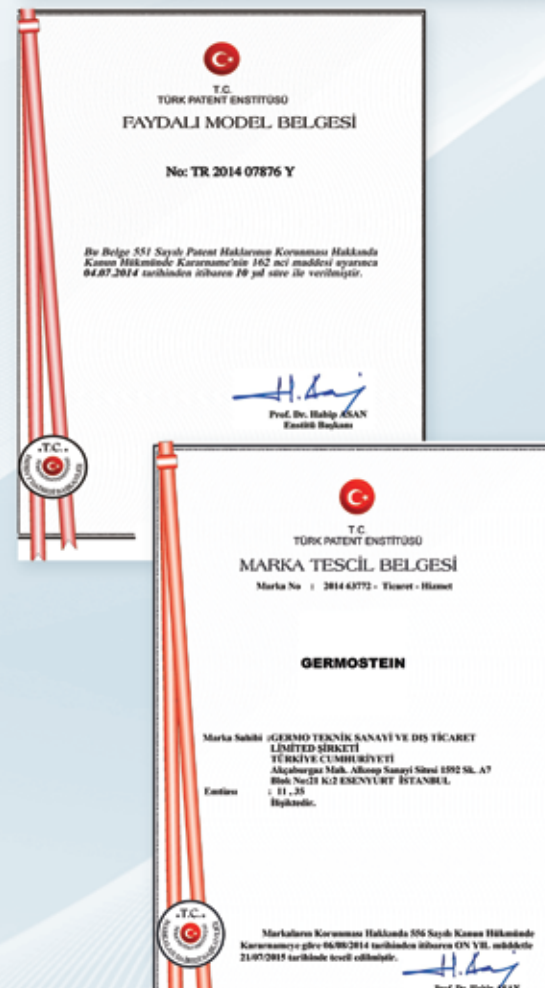 T.C.
TÜRK PATENT ENSTİTÜSÜ
FAYDALI MODEL BELGESİ
No: TR 2014 07876 Y
Bu Belge 551 Sayılı Patent Haklarının Korunması Hakkında
Kanun Hükmünde Kararname'nin 162 nci maddesi uyarınca
04.07.2014 tarihinden itibaren 10 yıl süre ile verilmiştir.
Prof. Dr. Habip ASAN
Enstitü Başkanı
T.C.
T.C.
TÜRK PATENT ENSTİTÜSÜ
MARKA TESCİL BELGESİ
Marka No : 2014 63772 - Ticaret - Hizmet
GERMOSTEIN
Marka Sahibi :GERMO TEKNİK SANAYİ VE DIŞ TİCARET
LİMİTED ŞİRKETİ
TÜRKİYE CUMHURİYETİ
Akçaburgaz Mah. Alkoop Sanayi Sitesi 1592 Sk. A7
Blok No:21 K:2 ESENYURT İSTANBUL
Emtiası : 11 , 35
İlişiktedir.
T.C.
Markaların Korunması Hakkında 556 Sayılı Kanun Hükmünde
Kararnameye göre 06/08/2014 tarihinden itibaren ON YIL müddetle
21/07/2015 tarihinde tescil edilmiştir.
Prof. Dr. Habip ASAN